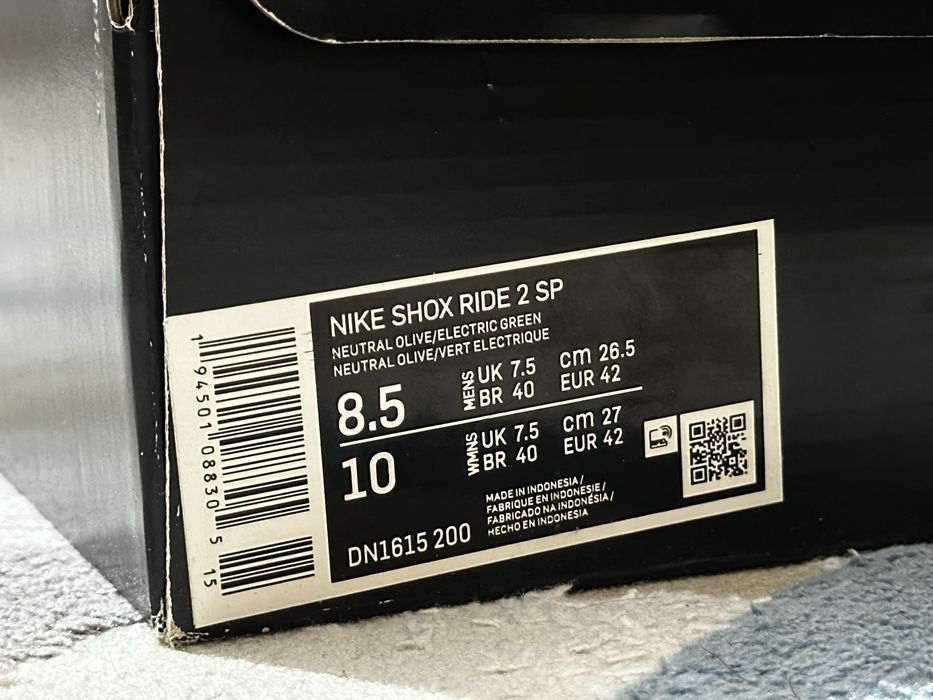 NIKE SHOX RIDE 2 SP
NEUTRAL OLIVE/ELECTRIC GREEN
NEUTRAL OLIVE/VERT ELECTRIQUE
8.5
MENS
UK 7.5 cm 26.5
BR 40 EUR 42
10
WMNS
UK 7.5 cm 27
BR 40 EUR 42
DN1615 200
MADE IN INDONESIA /
FABRIQUE EN INDONESIE /
FABRICADO NA INDONÉSIA /
HECHO EN INDONESIA
1 94501 08830 5 15